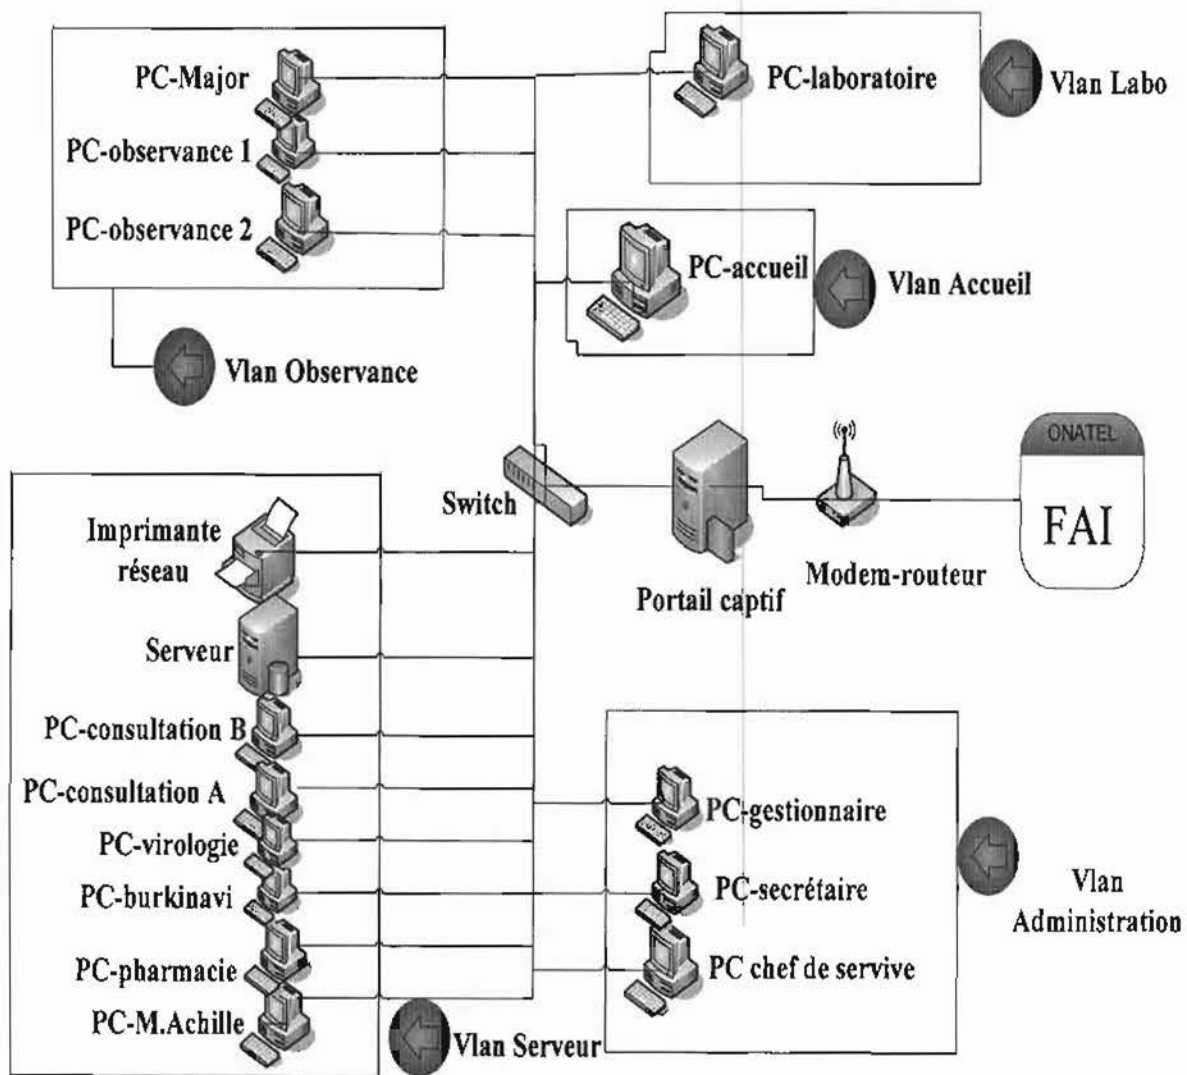 PC-Major
PC-observance 1
PC-observance 2
Vlan Observance
PC-laboratoire
Vlan Labo
PC-accueil
Vlan Accueil
Switch
Portail captif
Modem-routeur
ONATEL
FAI
Imprimante
réseau
Serveur
PC-consultation B
PC-consultation A
PC-virologie
PC-burkinavi
PC-pharmacie
PC-M.Achille
Vlan Serveur
PC-gestionnaire
PC-secrétaire
PC chef de servive
Vlan
Administration